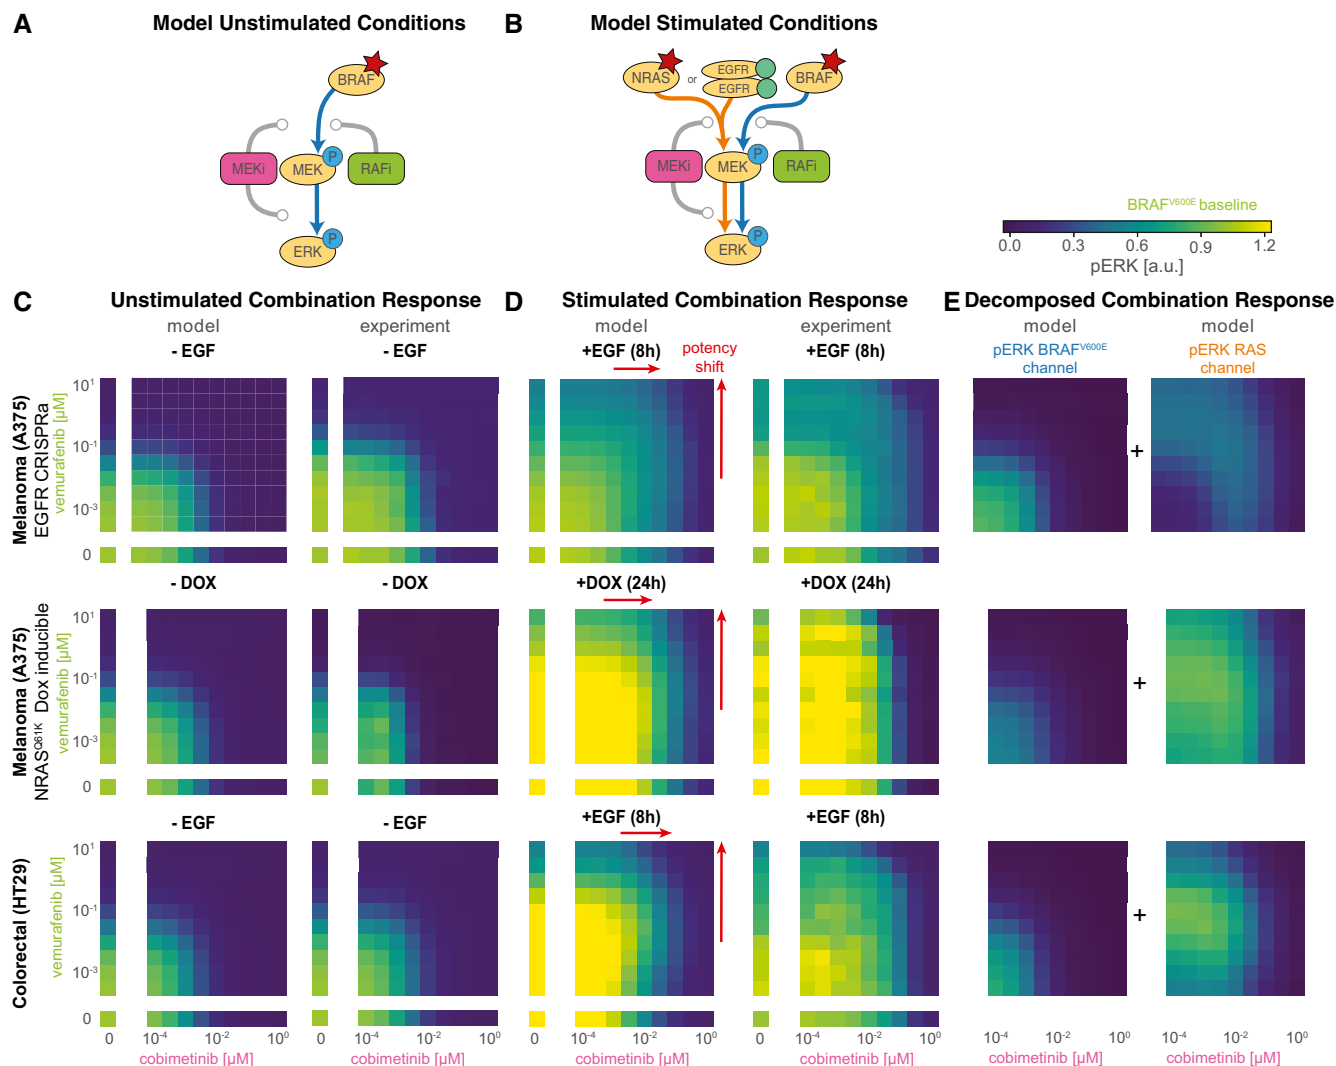 A Model Unstimulated Conditions
B Model Stimulated Conditions
BRAF
MEKi
MEK
P
RAFi
ERK
P
NRAS
or
EGFR
EGFR
BRAF
MEKi
MEK
P
RAFi
ERK
P
BRAFV600E baseline
0.0 0.3 0.6 0.9 1.2
pERK [a.u.]
C Unstimulated Combination Response
model experiment
- EGF - EGF
D Stimulated Combination Response
model experiment
+EGF (8h) +EGF (8h)
potency
shift
E Decomposed Combination Response
model model
pERK BRAFV600E
channel
pERK RAS
channel
Melanoma (A375)
EGFR CRISPRa
vemurafenib [µM]
10¹
10-1
10-3
0
+
- DOX - DOX +DOX (24h) +DOX (24h)
Melanoma (A375)
NRASQ61K Dox inducible
vemurafenib [µM]
10¹
10-1
10-3
0
+
- EGF - EGF +EGF (8h) +EGF (8h)
Colorectal (HT29)
vemurafenib [µM]
10¹
10-1
10-3
0
+
0 10-4 10-2 10⁰ 0 10-4 10-2 10⁰ 0 10-4 10-2 10⁰ 0 10-4 10-2 10⁰ 10-4 10-2 10⁰ 10-4 10-2 10⁰
cobimetinib [µM] cobimetinib [µM] cobimetinib [µM] cobimetinib [µM] cobimetinib [µM] cobimetinib [µM]